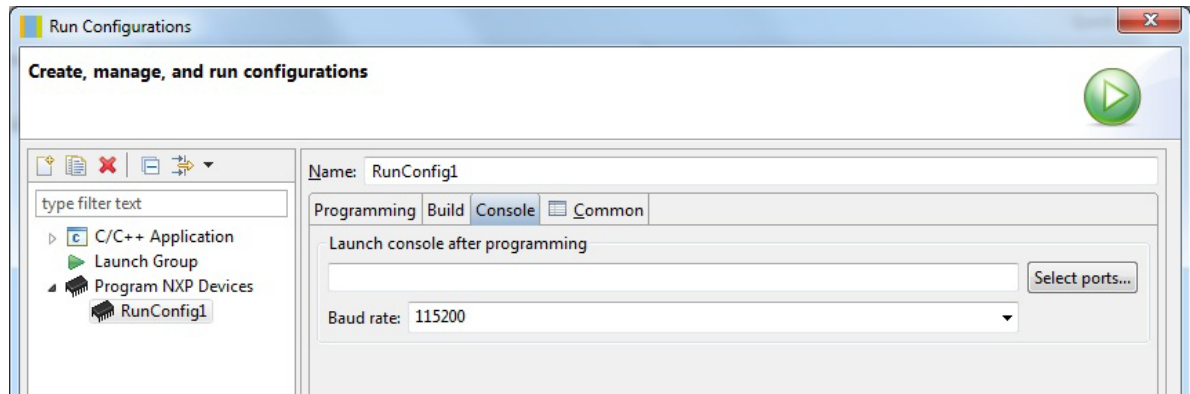 Run Configurations
Create, manage, and run configurations
type filter text
C/C++ Application
Launch Group
Program NXP Devices
RunConfig1
Name: RunConfig1
Programming Build Console Common
Launch console after programming
Select ports...
Baud rate: 115200